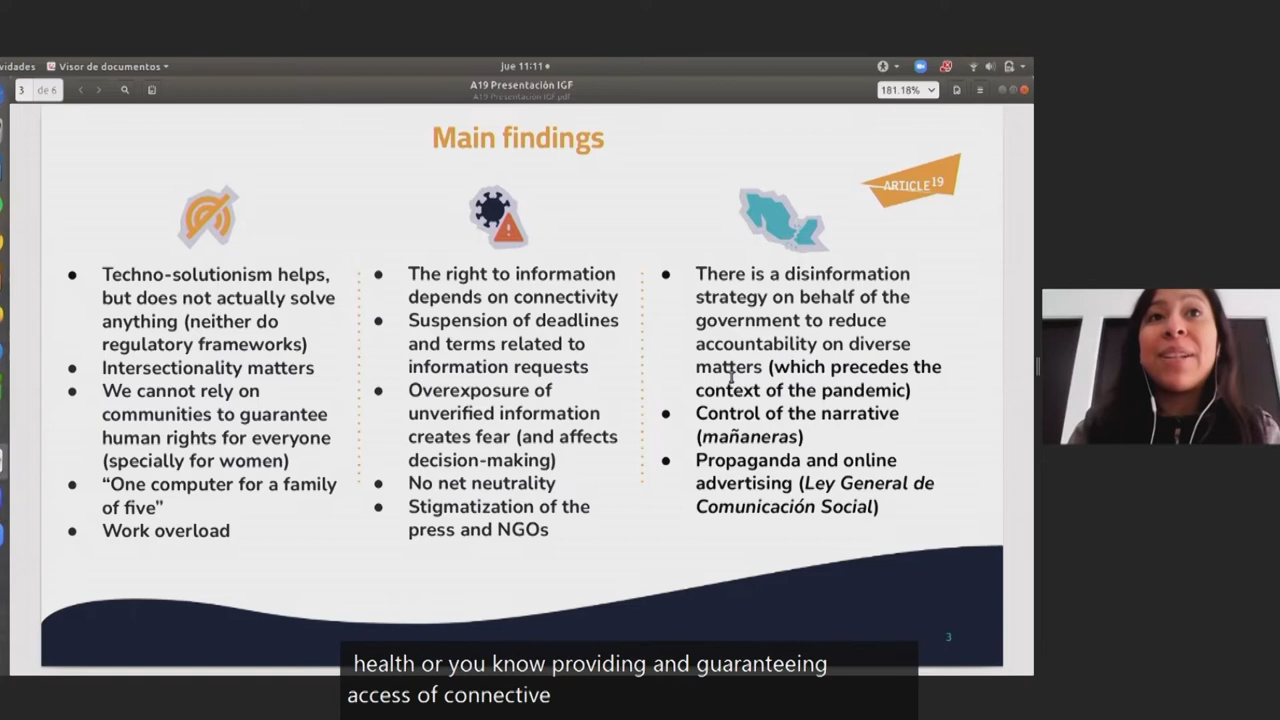 vidades
Visor de documentos
Jue 11:11
3
de 6
A19 Presentación IGF
A19 Presentación IGF.pdf
181.18%
Main findings
ARTICLE 19
Techno-solutionism helps,
but does not actually solve
anything (neither do
regulatory frameworks)
Intersectionality matters
We cannot rely on
communities to guarantee
human rights for everyone
(specially for women)
“One computer for a family
of five”
Work overload
The right to information
depends on connectivity
Suspension of deadlines
and terms related to
information requests
Overexposure of
unverified information
creates fear (and affects
decision-making)
No net neutrality
Stigmatization of the
press and NGOs
There is a disinformation
strategy on behalf of the
government to reduce
accountability on diverse
matters (which precedes the
context of the pandemic)
Control of the narrative
(mañaneras)
Propaganda and online
advertising (Ley General de
Comunicación Social)
3
health or you know providing and guaranteeing
access of connective